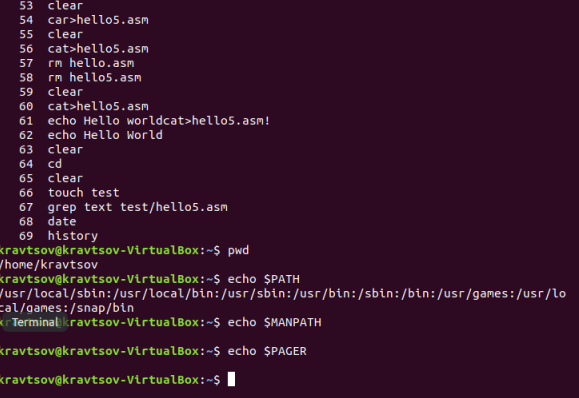 53 clear
54 car>hello5.asm
55 clear
56 cat>hello5.asm
57 rm hello.asm
58 rm hello5.asm
59 clear
60 cat>hello5.asm
61 echo Hello worldcat>hello5.asm!
62 echo Hello World
63 clear
64 cd
65 clear
66 touch test
67 grep text test/hello5.asm
68 date
69 history
kravtsov@kravtsov-VirtualBox:~$ pwd
/home/kravtsov
kravtsov@kravtsov-VirtualBox:~$ echo $PATH
/usr/local/sbin:/usr/local/bin:/usr/sbin:/usr/bin:/sbin:/bin:/usr/games:/usr/lo
cal/games:/snap/bin
Terminal kravtsov-VirtualBox:~$ echo $MANPATH
kravtsov@kravtsov-VirtualBox:~$ echo $PAGER
kravtsov@kravtsov-VirtualBox:~$